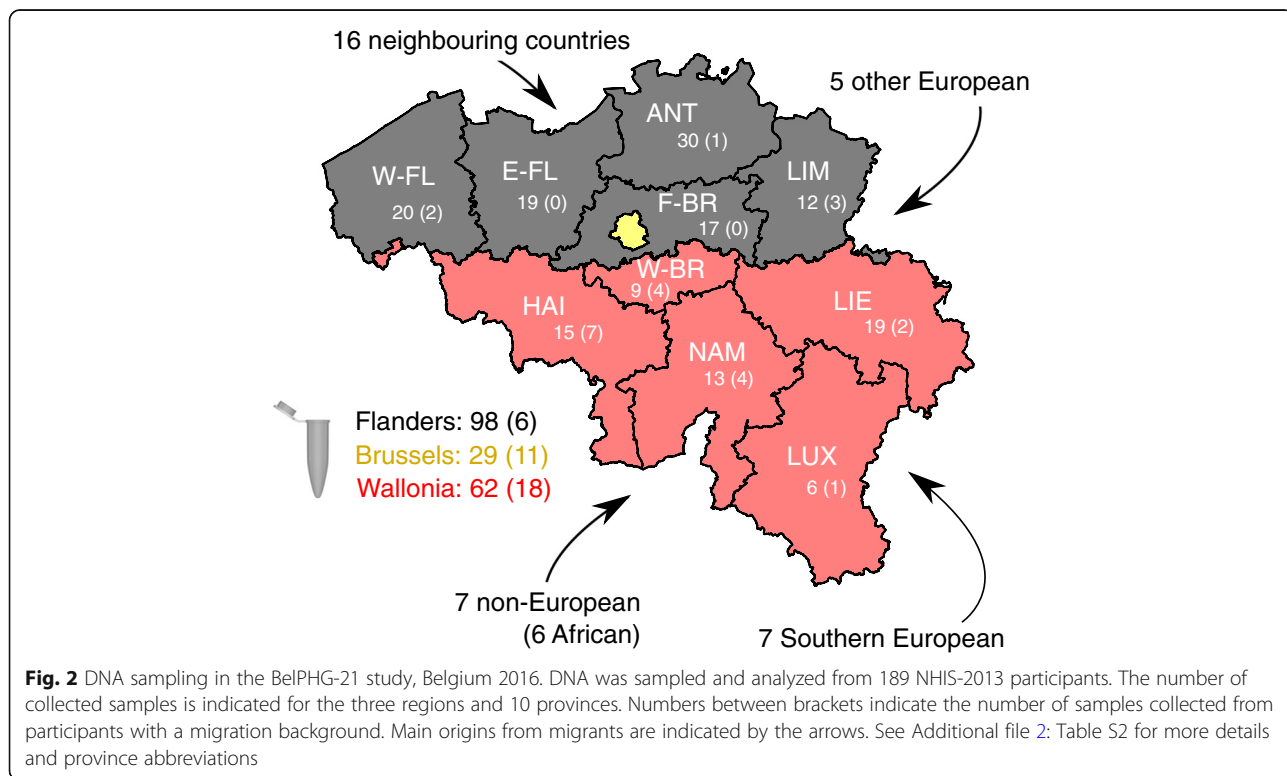 16 neighbouring countries
5 other European
ANT
30 (1)
W-FL
20 (2)
E-FL
19 (0)
LIM
12 (3)
F-BR
17 (0)
W-BR
9 (4)
HAI
15 (7)
LIE
19 (2)
NAM
13 (4)
LUX
6 (1)
Flanders: 98 (6)
Brussels: 29 (11)
Wallonia: 62 (18)
7 non-European
(6 African)
7 Southern European
Fig. 2 DNA sampling in the BelPHG-21 study, Belgium 2016. DNA was sampled and analyzed from 189 NHIS-2013 participants. The number of
collected samples is indicated for the three regions and 10 provinces. Numbers between brackets indicate the number of samples collected from
participants with a migration background. Main origins from migrants are indicated by the arrows. See Additional file 2: Table S2 for more details
and province abbreviations